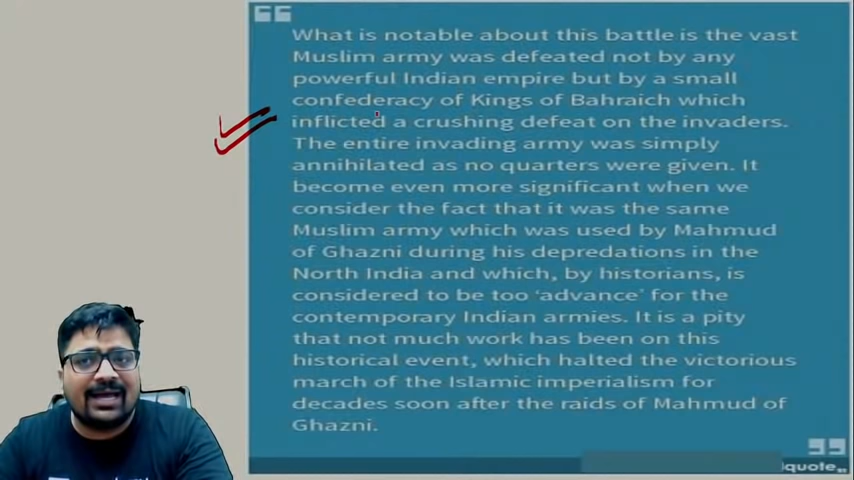 What is notable about this battle is the vast
Muslim army was defeated not by any
powerful Indian empire but by a small
confederacy of Kings of Bahraich which
inflicted a crushing defeat on the invaders.
The entire invading army was simply
annihilated as no quarters were given. It
become even more significant when we
consider the fact that it was the same
Muslim army which was used by Mahmud
of Ghazni during his depredations in the
North India and which, by historians, is
considered to be too ‘advance’ for the
contemporary Indian armies. It is a pity
that not much work has been on this
historical event, which halted the victorious
march of the Islamic imperialism for
decades soon after the raids of Mahmud of
Ghazni.